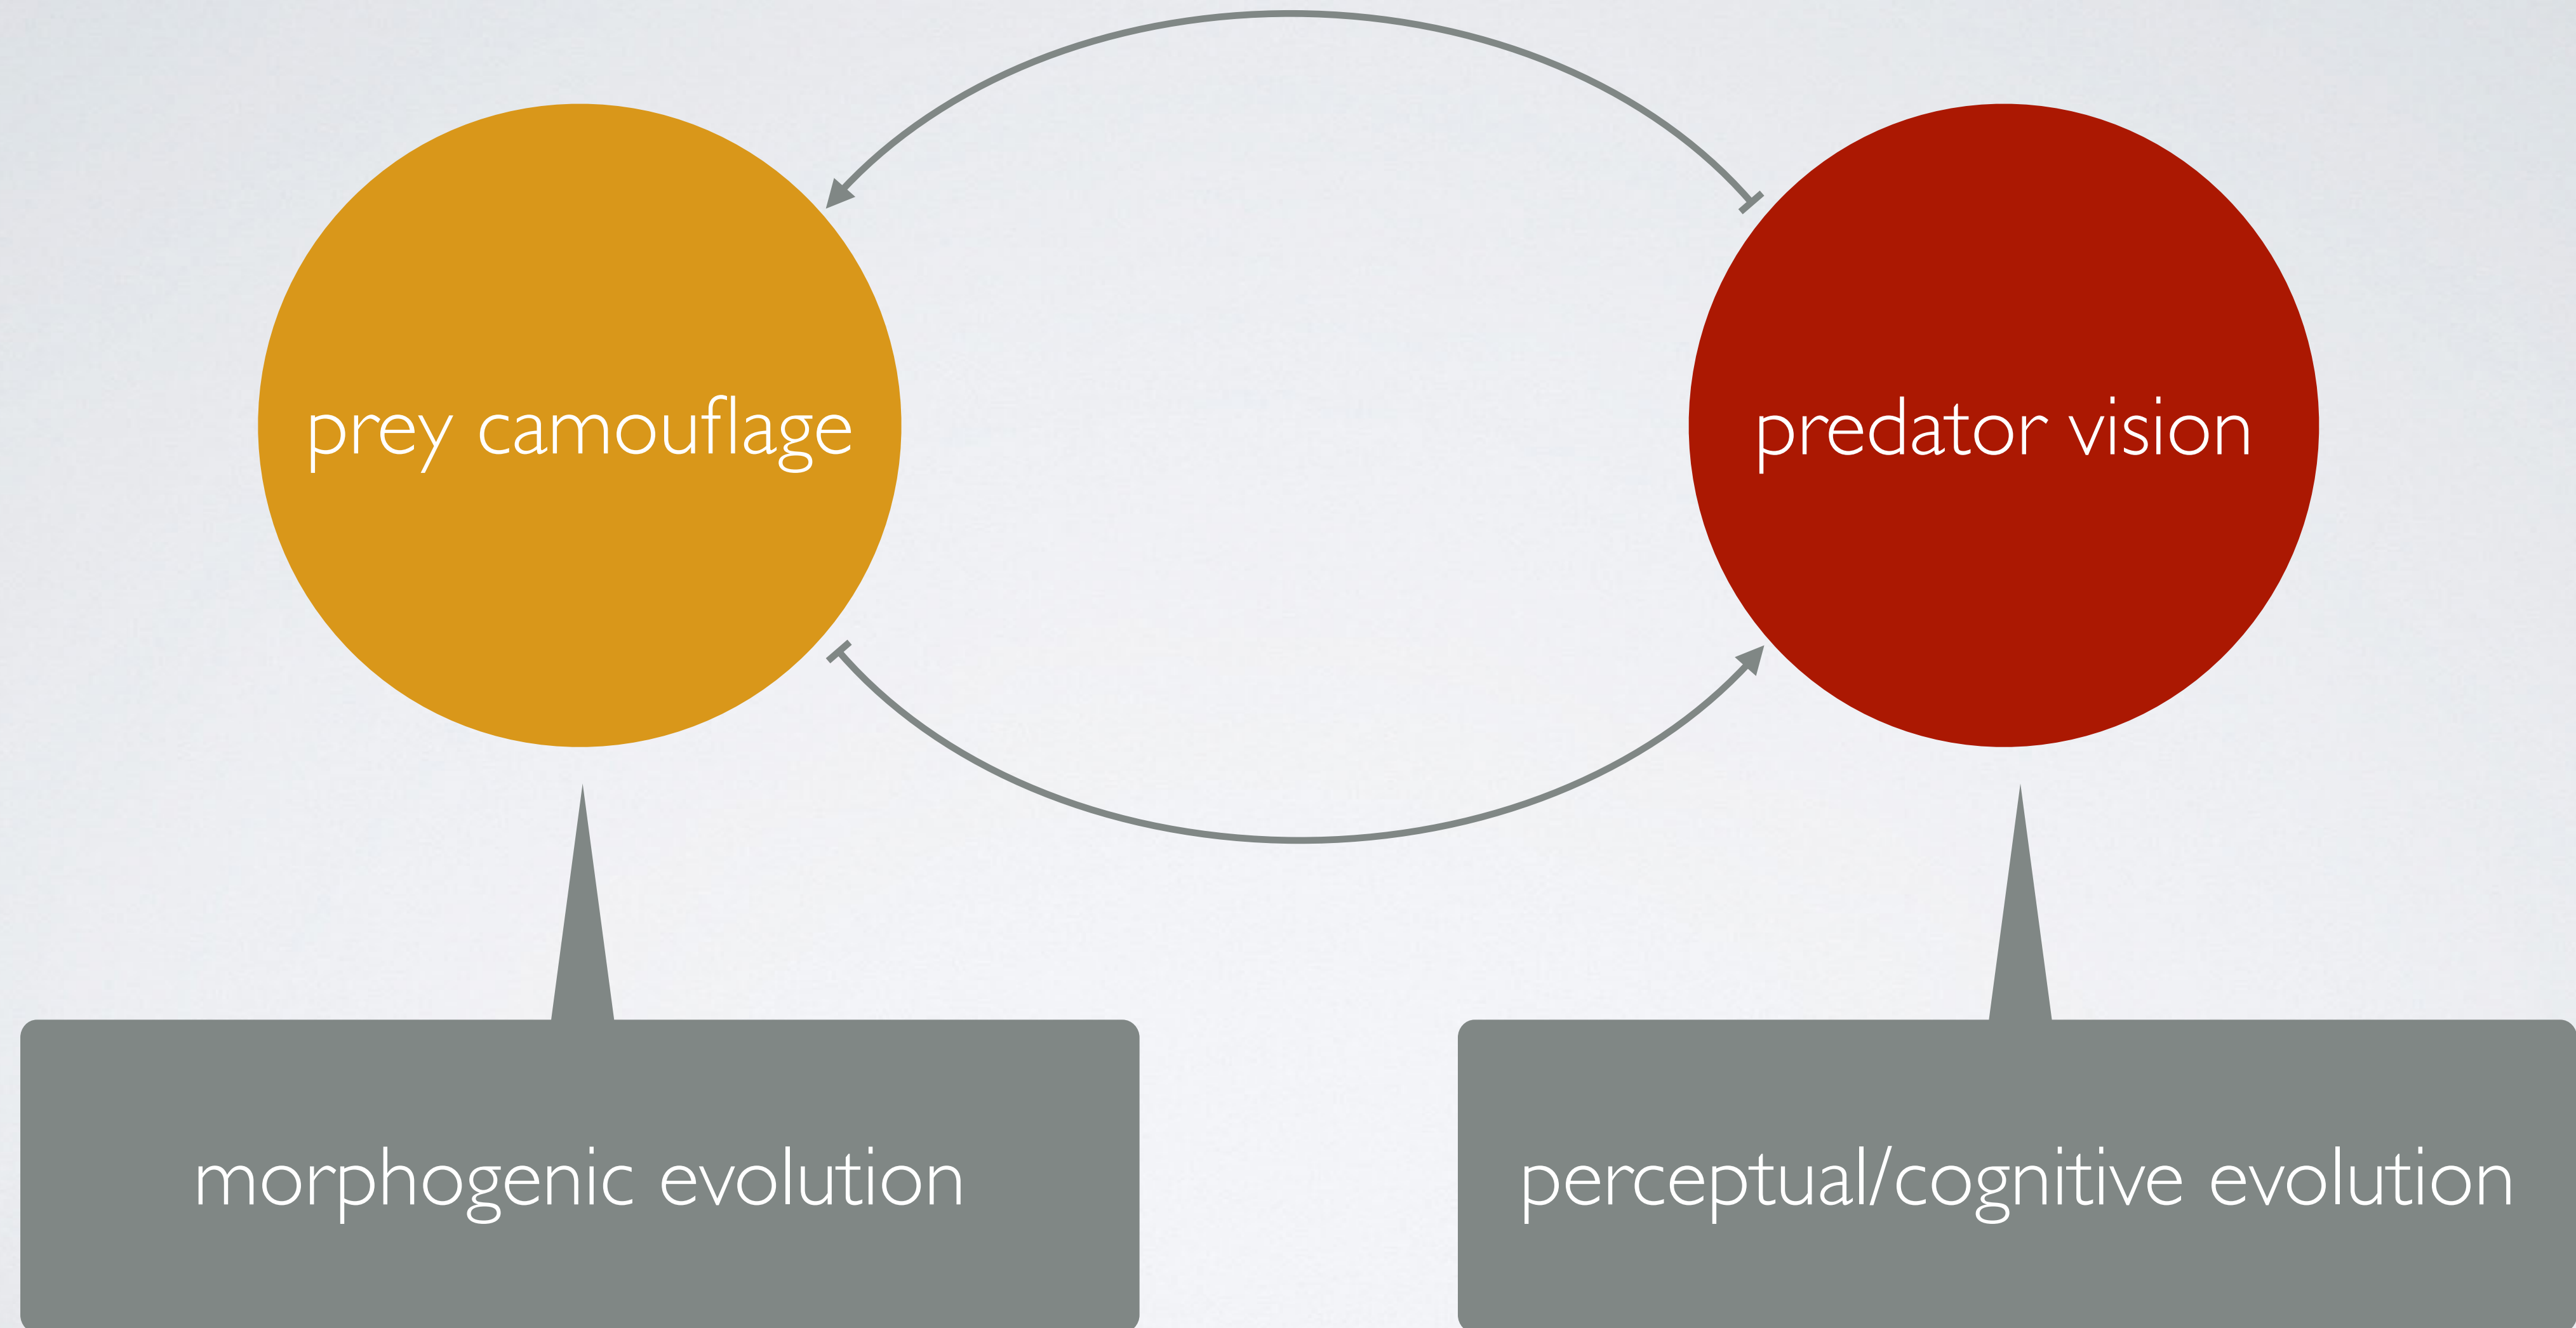 prey camouflage
predator vision
morphogenic evolution
perceptual/cognitive evolution